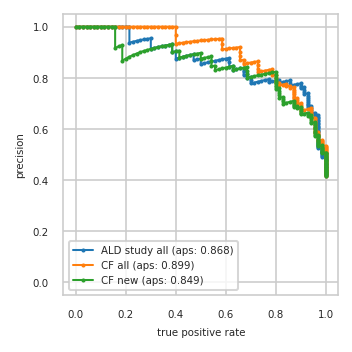 1.0
0.8
0.6
0.4
0.2
0.0
precision
ALD study all (aps: 0.868)
CF all (aps: 0.899)
CF new (aps: 0.849)
0.0 0.2 0.4 0.6 0.8 1.0
true positive rate